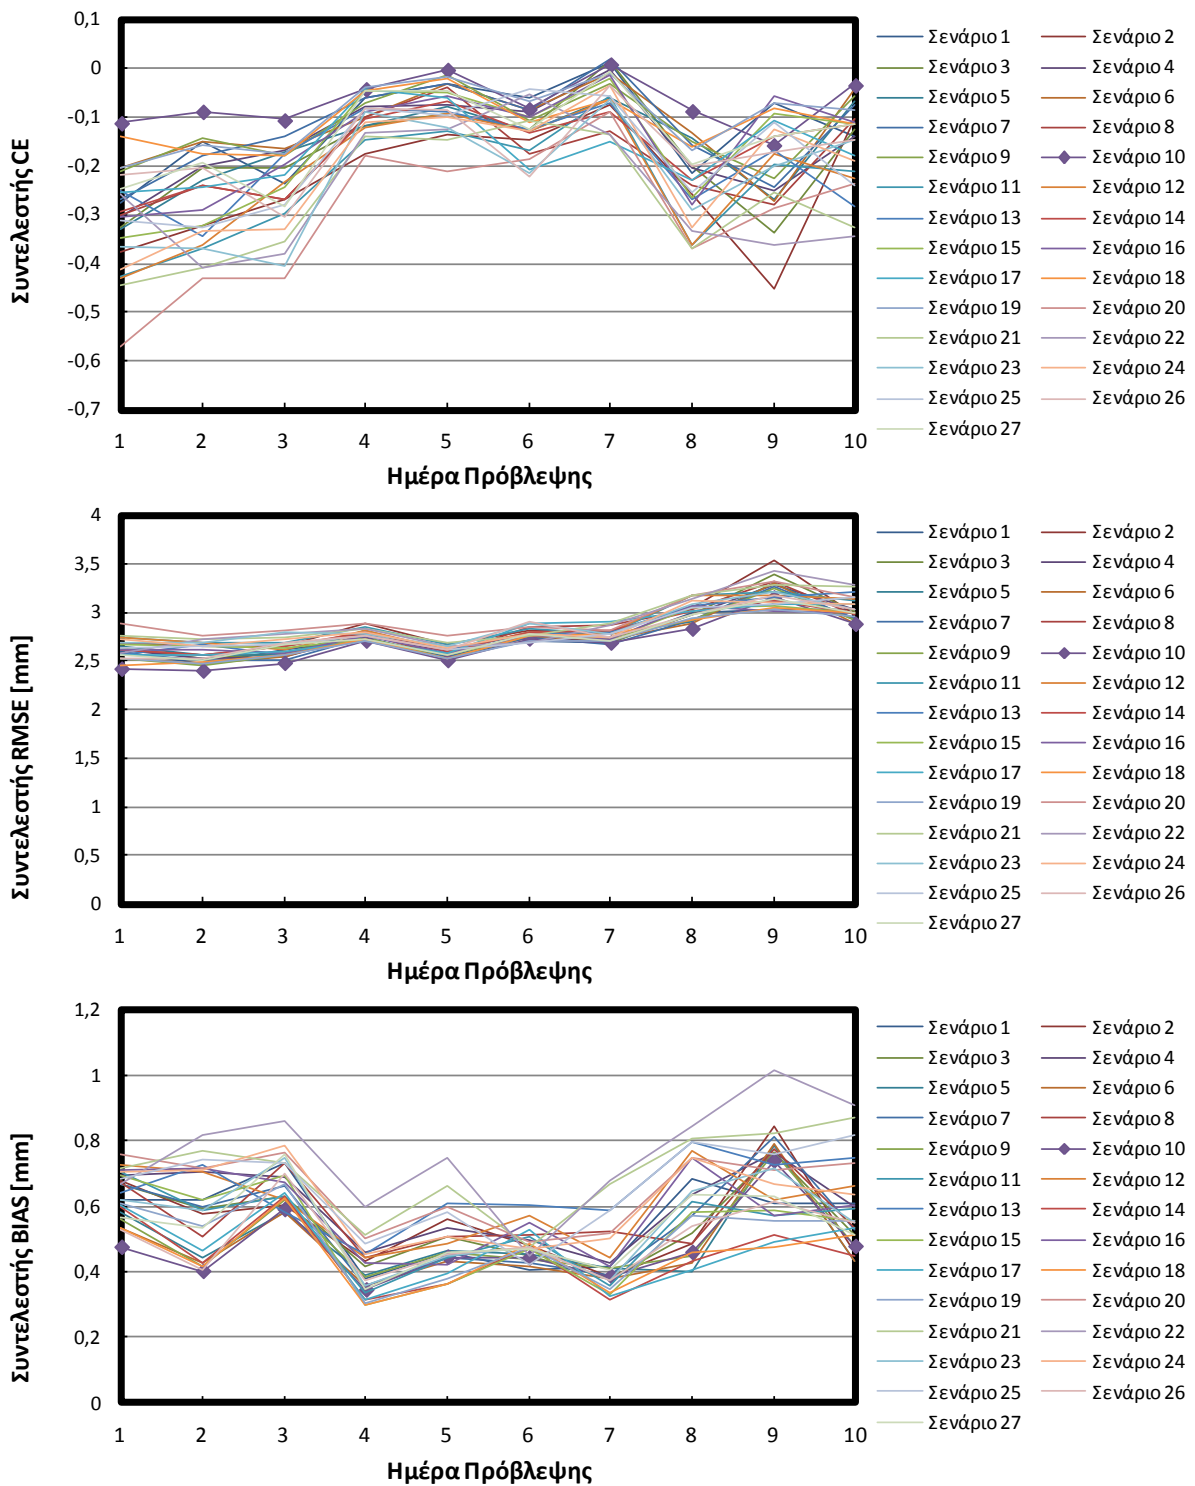 0,1
0
-0,1
-0,2
-0,3
-0,4
-0,5
-0,6
-0,7
Συντελεστής CE
1 2 3 4 5 6 7 8 9 10
Ημέρα Πρόβλεψης
Σενάριο 1 Σενάριο 2
Σενάριο 3 Σενάριο 4
Σενάριο 5 Σενάριο 6
Σενάριο 7 Σενάριο 8
Σενάριο 9 Σενάριο 10
Σενάριο 11 Σενάριο 12
Σενάριο 13 Σενάριο 14
Σενάριο 15 Σενάριο 16
Σενάριο 17 Σενάριο 18
Σενάριο 19 Σενάριο 20
Σενάριο 21 Σενάριο 22
Σενάριο 23 Σενάριο 24
Σενάριο 25 Σενάριο 26
Σενάριο 27
4
3,5
3
2,5
2
1,5
1
0,5
0
Συντελεστής RMSE [mm]
1 2 3 4 5 6 7 8 9 10
Ημέρα Πρόβλεψης
Σενάριο 1 Σενάριο 2
Σενάριο 3 Σενάριο 4
Σενάριο 5 Σενάριο 6
Σενάριο 7 Σενάριο 8
Σενάριο 9 Σενάριο 10
Σενάριο 11 Σενάριο 12
Σενάριο 13 Σενάριο 14
Σενάριο 15 Σενάριο 16
Σενάριο 17 Σενάριο 18
Σενάριο 19 Σενάριο 20
Σενάριο 21 Σενάριο 22
Σενάριο 23 Σενάριο 24
Σενάριο 25 Σενάριο 26
Σενάριο 27
1,2
1
0,8
0,6
0,4
0,2
0
Συντελεστής BIAS [mm]
1 2 3 4 5 6 7 8 9 10
Ημέρα Πρόβλεψης
Σενάριο 1 Σενάριο 2
Σενάριο 3 Σενάριο 4
Σενάριο 5 Σενάριο 6
Σενάριο 7 Σενάριο 8
Σενάριο 9 Σενάριο 10
Σενάριο 11 Σενάριο 12
Σενάριο 13 Σενάριο 14
Σενάριο 15 Σενάριο 16
Σενάριο 17 Σενάριο 18
Σενάριο 19 Σενάριο 20
Σενάριο 21 Σενάριο 22
Σενάριο 23 Σενάριο 24
Σενάριο 25 Σενάριο 26
Σενάριο 27